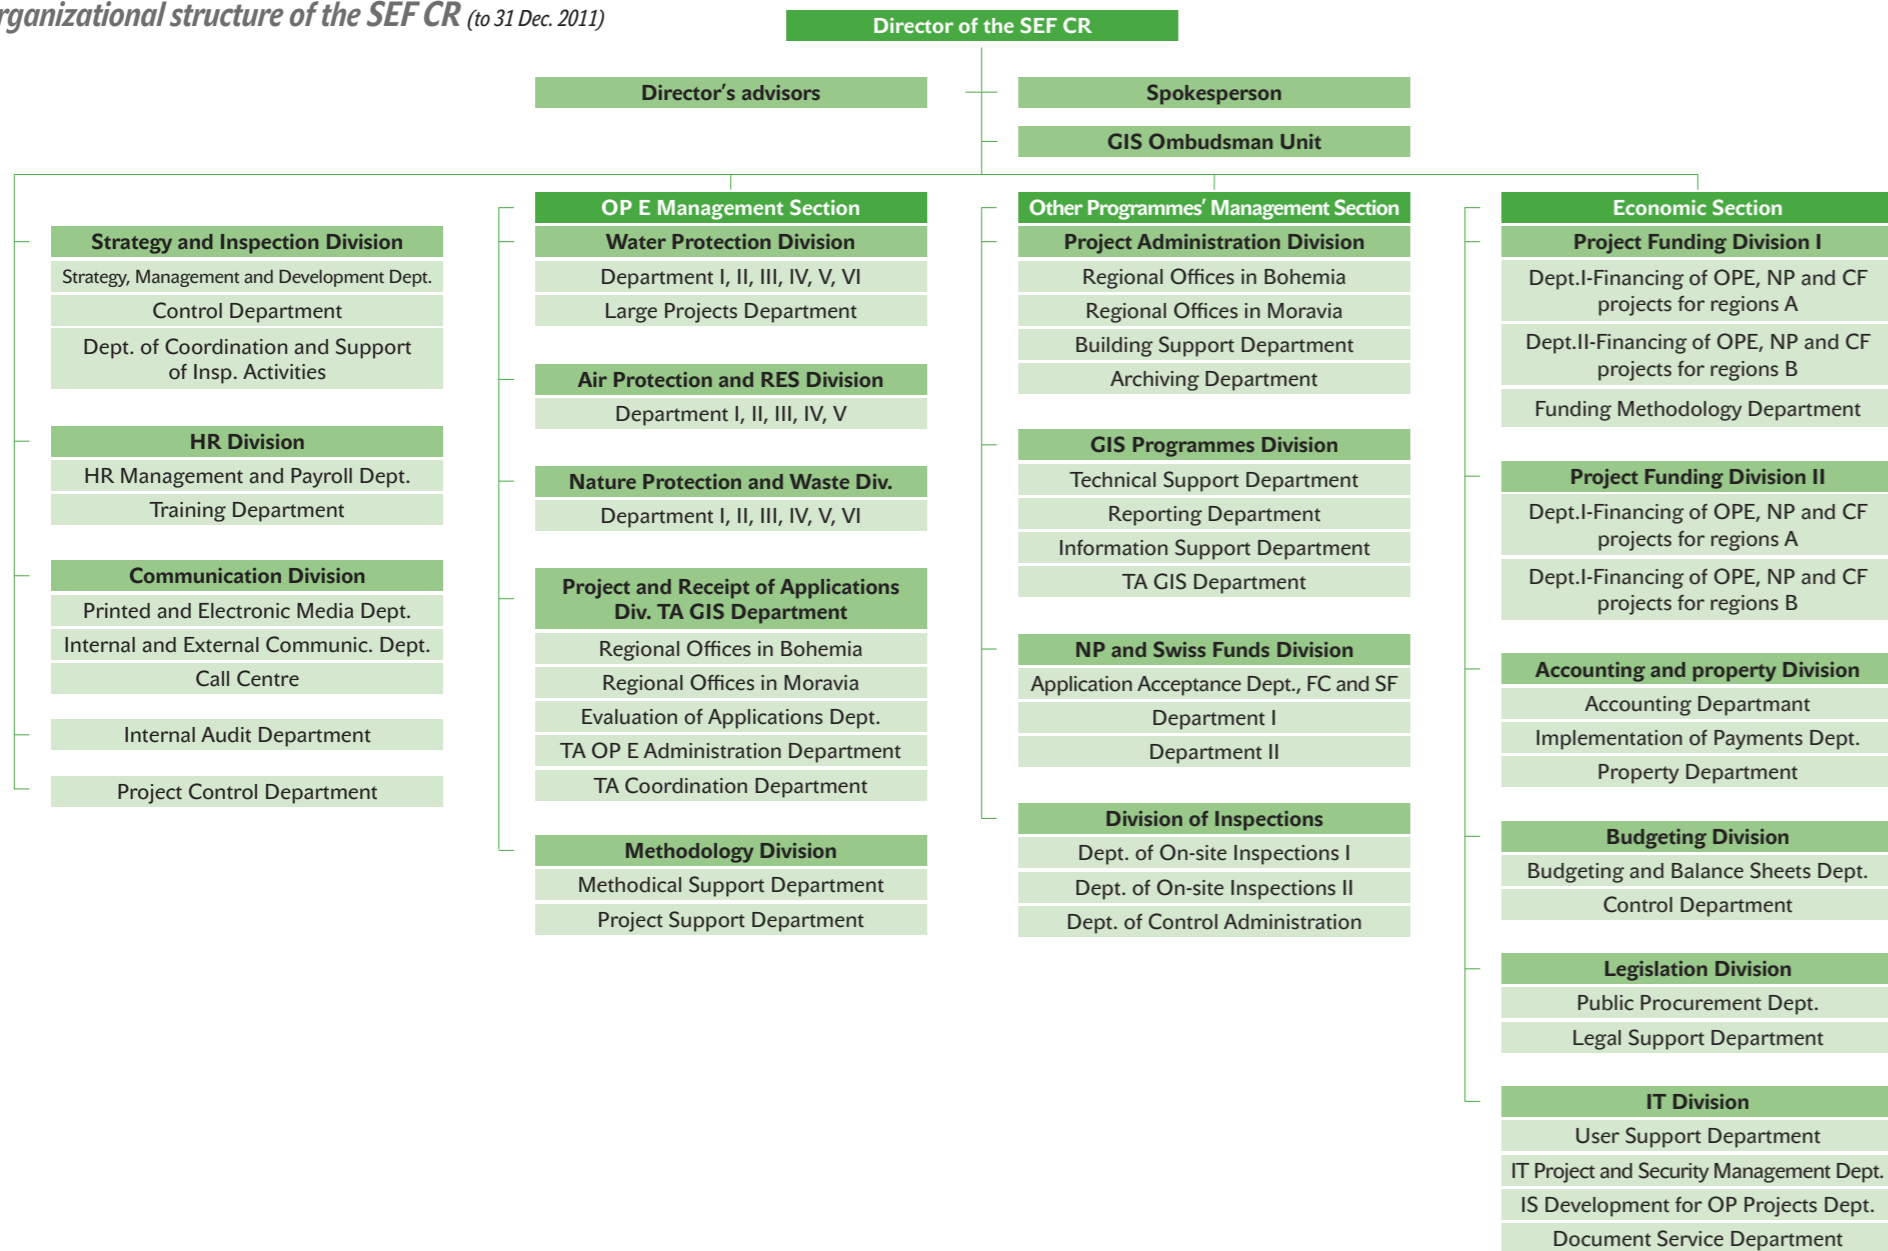 rganizational structure of the SEF CR (to 31 Dec. 2011)
Director of the SEF CR
Director's advisors
Spokesperson
GIS Ombudsman Unit
Strategy and Inspection Division
Strategy, Management and Development Dept.
Control Department
Dept. of Coordination and Support
of Insp. Activities
HR Division
HR Management and Payroll Dept.
Training Department
Communication Division
Printed and Electronic Media Dept.
Internal and External Communic. Dept.
Call Centre
Internal Audit Department
Project Control Department
OP E Management Section
Water Protection Division
Department I, II, III, IV, V, VI
Large Projects Department
Air Protection and RES Division
Department I, II, III, IV, V
Nature Protection and Waste Div.
Department I, II, III, IV, V, VI
Project and Receipt of Applications
Div. TA GIS Department
Regional Offices in Bohemia
Regional Offices in Moravia
Evaluation of Applications Dept.
TA OP E Administration Department
TA Coordination Department
Methodology Division
Methodical Support Department
Project Support Department
Other Programmes' Management Section
Project Administration Division
Regional Offices in Bohemia
Regional Offices in Moravia
Building Support Department
Archiving Department
GIS Programmes Division
Technical Support Department
Reporting Department
Information Support Department
TA GIS Department
NP and Swiss Funds Division
Application Acceptance Dept., FC and SF
Department I
Department II
Division of Inspections
Dept. of On-site Inspections I
Dept. of On-site Inspections II
Dept. of Control Administration
Economic Section
Project Funding Division I
Dept.I-Financing of OPE, NP and CF
projects for regions A
Dept.II-Financing of OPE, NP and CF
projects for regions B
Funding Methodology Department
Project Funding Division II
Dept.I-Financing of OPE, NP and CF
projects for regions A
Dept.I-Financing of OPE, NP and CF
projects for regions B
Accounting and property Division
Accounting Departmant
Implementation of Payments Dept.
Property Department
Budgeting Division
Budgeting and Balance Sheets Dept.
Control Department
Legislation Division
Public Procurement Dept.
Legal Support Department
IT Division
User Support Department
IT Project and Security Management Dept.
IS Development for OP Projects Dept.
Document Service Department